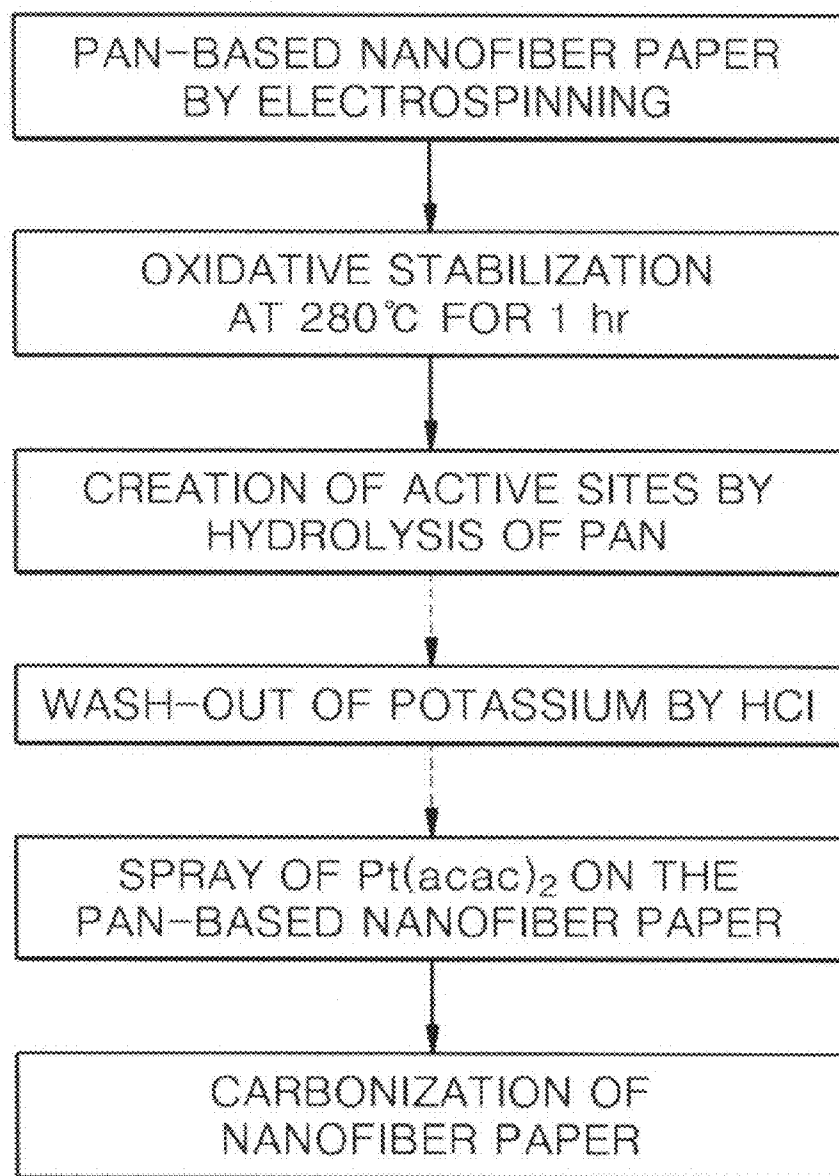 PAN-BASED NANOFIBER PAPER
BY ELECTROSPINNING
OXIDATIVE STABILIZATION
AT 280℃ FOR 1 hr
CREATION OF ACTIVE SITES BY
HYDROLYSIS OF PAN
WASH-OUT OF POTASSIUM BY HCl
SPRAY OF Pt(acac)₂ ON THE
PAN-BASED NANOFIBER PAPER
CARBONIZATION OF
NANOFIBER PAPER